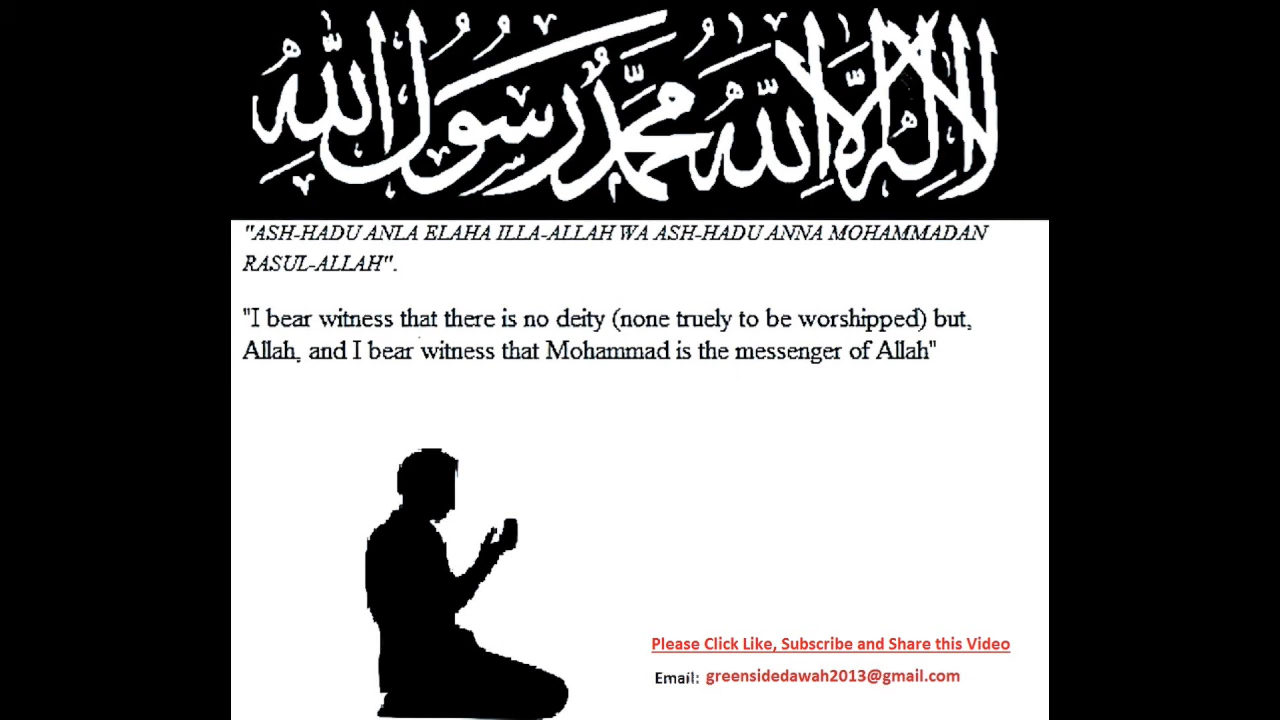 لا إله إلا الله محمد رسول الله
"ASH-HADU ANLA ELAHA ILLA-ALLAH WA ASH-HADU ANNA MOHAMMADAN
RASUL-ALLAH".
"I bear witness that there is no deity (none truely to be worshipped) but,
Allah, and I bear witness that Mohammad is the messenger of Allah"
Please Click Like, Subscribe and Share this Video
Email: greensidedawah2013@gmail.com